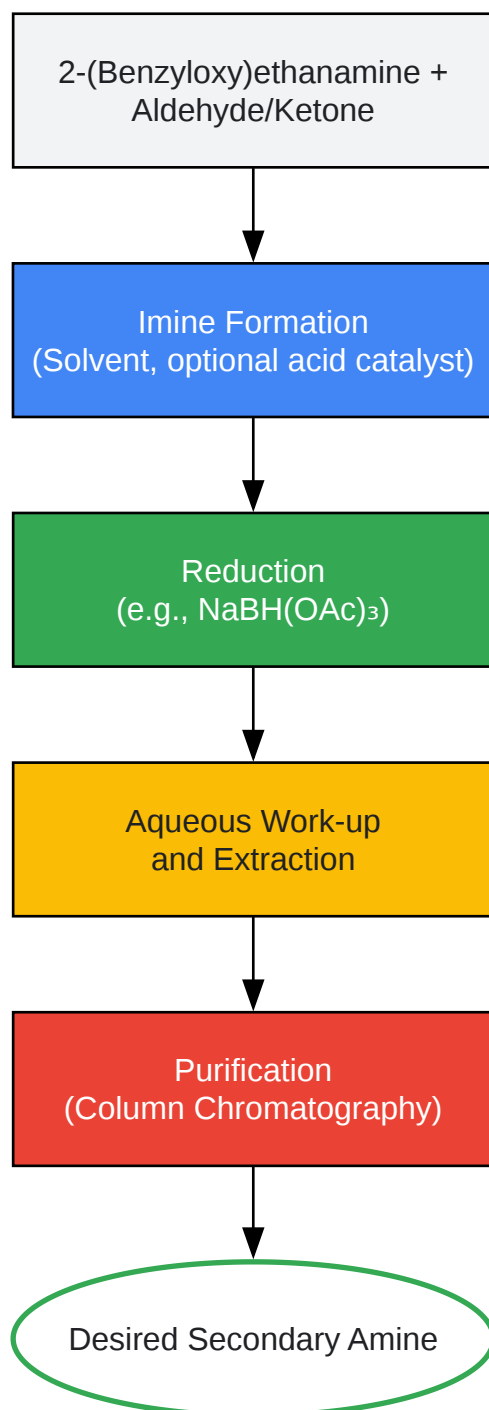 2-(Benzyloxy)ethanamine +
Aldehyde/Ketone
Imine Formation
(Solvent, optional acid catalyst)
Reduction
(e.g., NaBH(OAc)₃)
Aqueous Work-up
and Extraction
Purification
(Column Chromatography)
Desired Secondary Amine